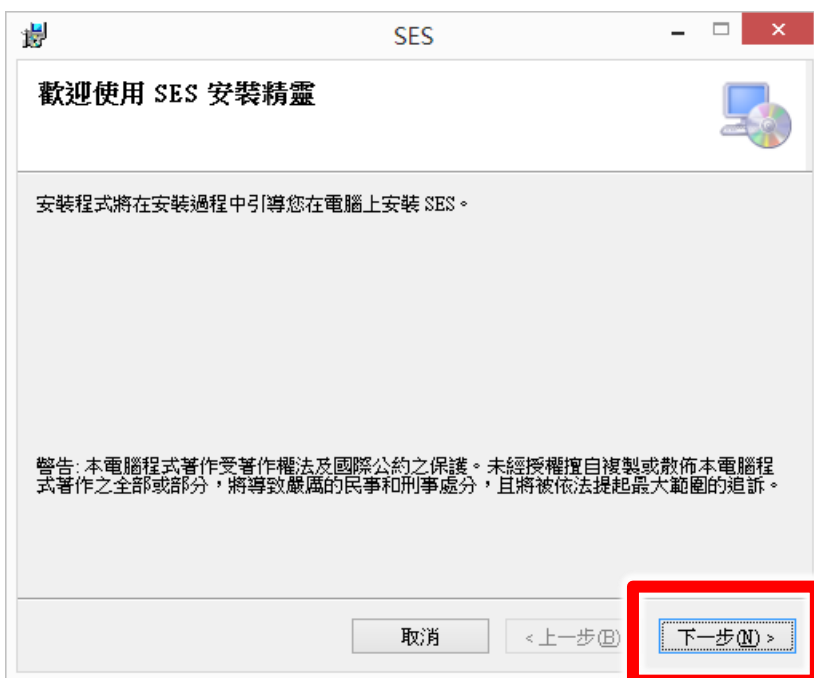 SES
歡迎使用 SES 安裝精靈
安裝程式將在安裝過程中引導您在電腦上安裝 SES。
警告: 本電腦程式著作受著作權法及國際公約之保護。未經授權擅自複製或散佈本電腦程
式著作之全部或部分，將導致嚴厲的民事和刑事處分，且將被依法提起最大範圍的追訴。
取消 <上一步(B) 下一步(N) >